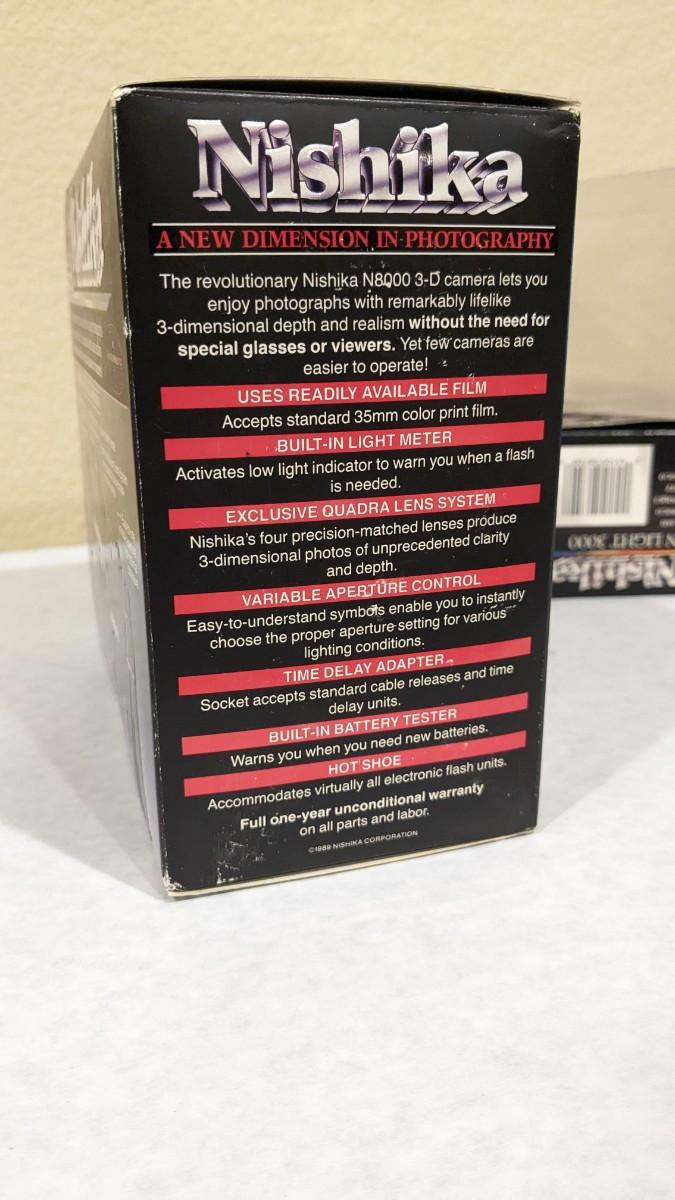 Nishika
A NEW DIMENSION IN PHOTOGRAPHY
The revolutionary Nishika N8000 3-D camera lets you
enjoy photographs with remarkably lifelike
3-dimensional depth and realism without the need for
special glasses or viewers. Yet few cameras are
easier to operate!
USES READILY AVAILABLE FILM
Accepts standard 35mm color print film.
BUILT-IN LIGHT METER
Activates low light indicator to warn you when a flash
is needed.
EXCLUSIVE QUADRA LENS SYSTEM
Nishika's four precision-matched lenses produce
3-dimensional photos of unprecedented clarity
and depth.
VARIABLE APERTURE CONTROL
Easy-to-understand symbols enable you to instantly
choose the proper aperture setting for various
lighting conditions.
TIME DELAY ADAPTER
Socket accepts standard cable releases and time
delay units.
BUILT-IN BATTERY TESTER
Warns you when you need new batteries.
HOT SHOE
Accommodates virtually all electronic flash units.
Full one-year unconditional warranty
on all parts and labor.
©1989 NISHIKA CORPORATION
Nishika
LIGHT 3000
Nishika